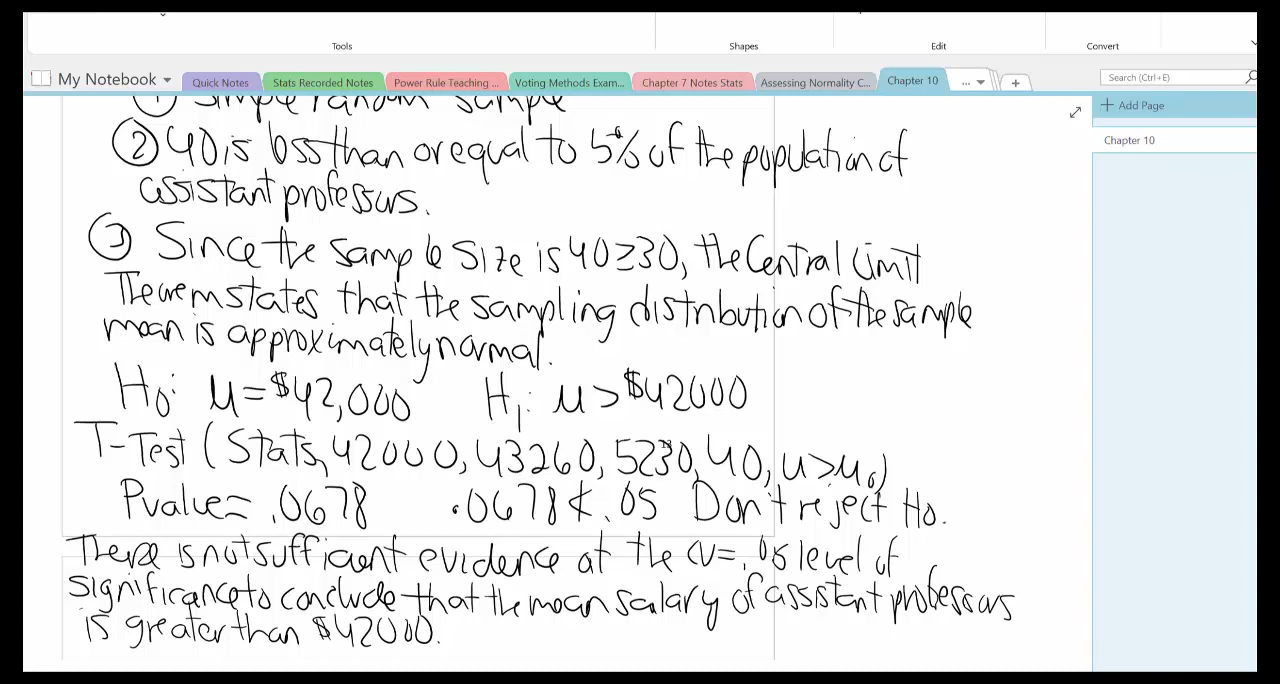 Tools Shapes Edit Convert
My Notebook Quick Notes Stats Recorded Notes Power Rule Teaching ... Voting Methods Exam... Chapter 7 Notes Stats Assessing Normality C... Chapter 10 ... + Search (Ctrl+E)
+ Add Page
Chapter 10
① Simple random sample
② 40 is less than or equal to 5% of the population of
assistant professors.
③ Since the sample size is 40≥30, the Central Limit
Theorem states that the sampling distribution of the sample
mean is approximately normal.
H₀: μ=$42,000 H₁: μ>$42000
T-Test (Stats, 42000, 43260, 5230, 40, μ>μ₀)
Pvalue= .0678 .0678 ≮ .05 Don't reject H₀.
There is not sufficient evidence at the α=.05 level of
significance to conclude that the mean salary of assistant professors
is greater than $42000.